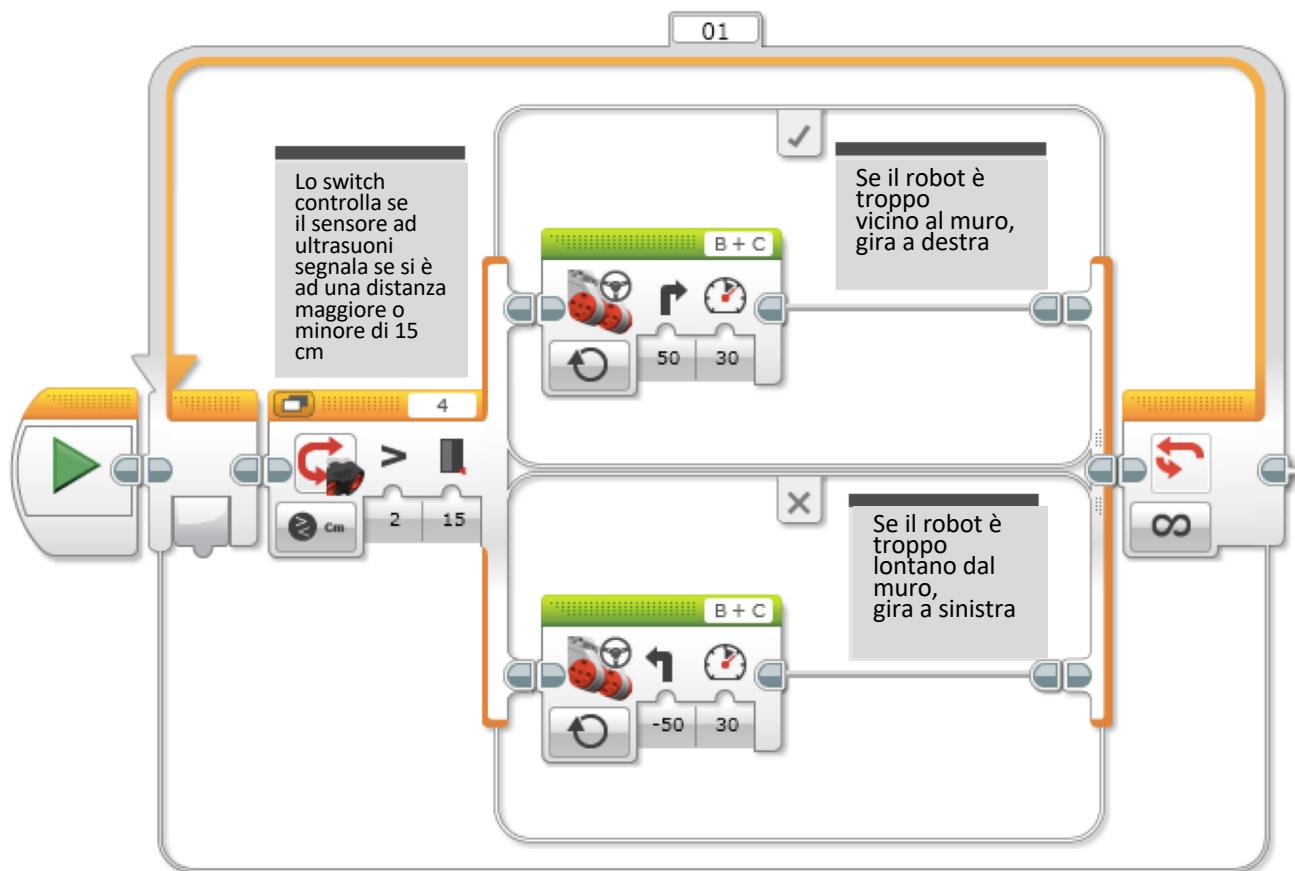 01
Lo switch
controlla se
il sensore ad
ultrasuoni
segnala se si è
ad una distanza
maggiore o
minore di 15
cm
Se il robot è
troppo
vicino al muro,
gira a destra
B + C
50 30
4
>
Cm 2 15
Se il robot è
troppo
lontano dal
muro,
gira a sinistra
B + C
-50 30